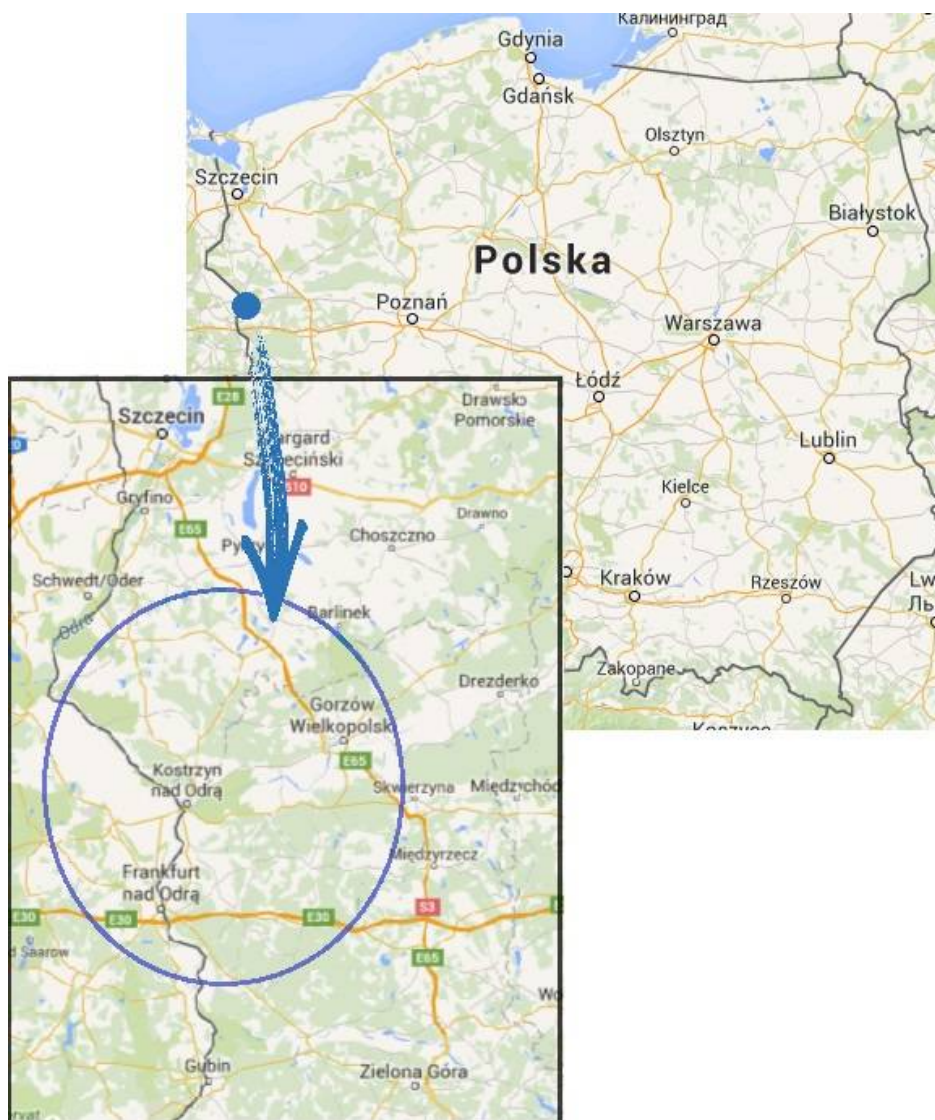 Калининград
Gdynia
Gdańsk
Olsztyn
Szczecin
Białystok
Polska
Poznań
Warszawa
Łódź
Lublin
Kielce
Kraków
Rzeszów
Zakopane
E28
Szczecin
Drawsko
Pomorskie
S10
Gryfino
Drawno
E65
Choszczno
Schwedt/Oder
Odra
Barlinek
Drezdenko
Gorzów
Wielkopolski
E65
Kostrzyn
nad Odrą
Skwierzyna
Międzychód
Międzyrzecz
Frankfurt
nad Odrą
E30
E30
E30
S3
E65
Gubin
Zielona Góra